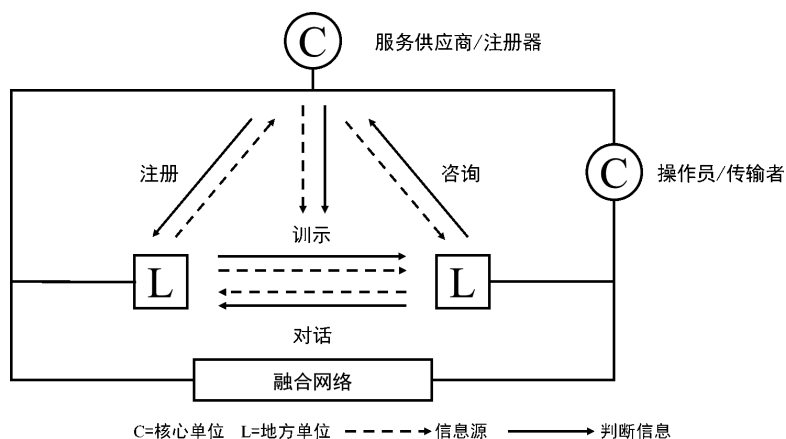 C 服务供应商/注册器
注册
咨询
C 操作员/传输者
训示
L
L
对话
融合网络
C=核心单位 L=地方单位 信息源 判断信息